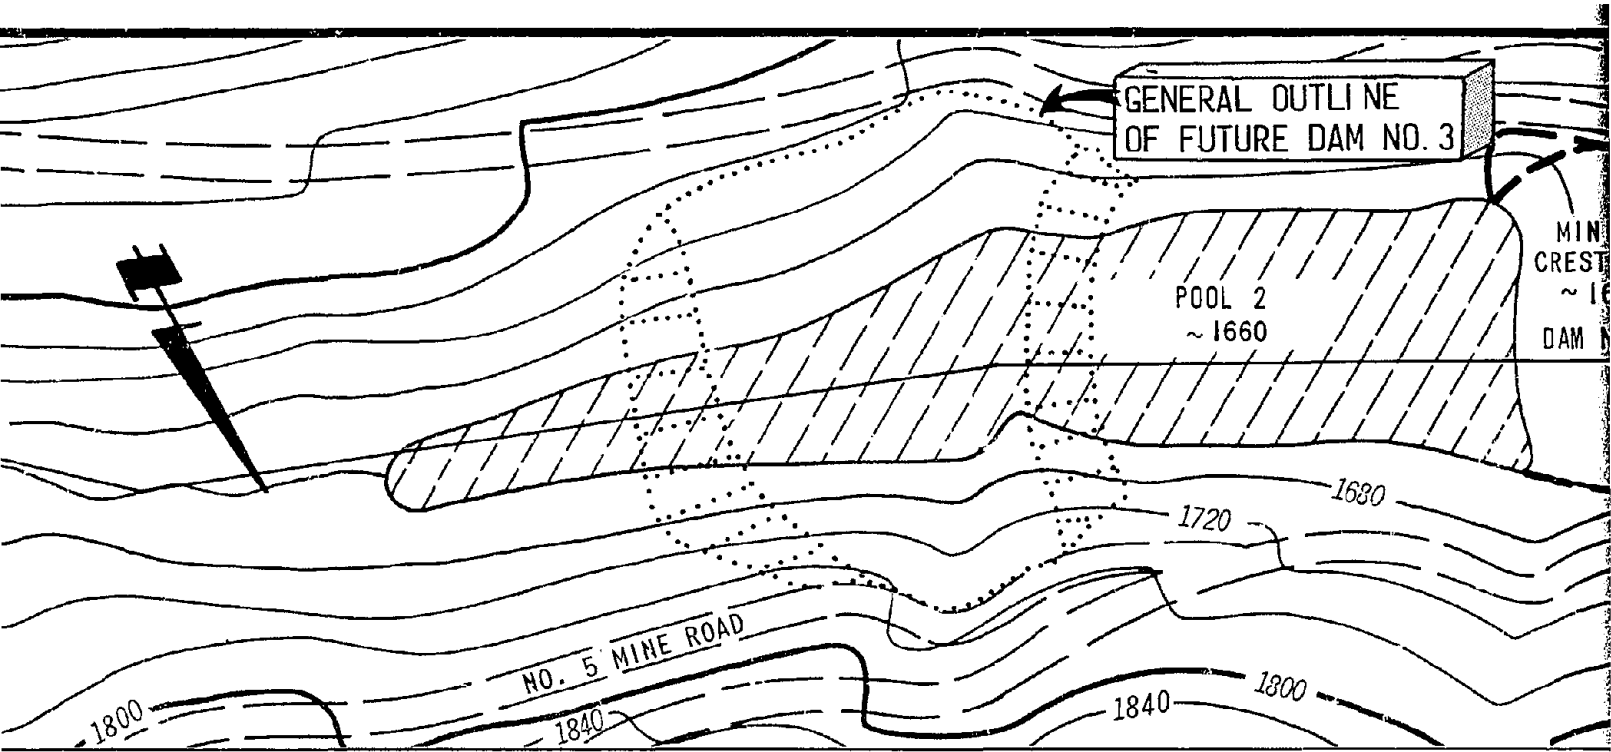 GENERAL OUTLINE
OF FUTURE DAM NO. 3
POOL 2
~ 1660
MIN
CREST
~ 16
DAM
1680
1720
NO. 5 MINE ROAD
1800
1840
1800
1840